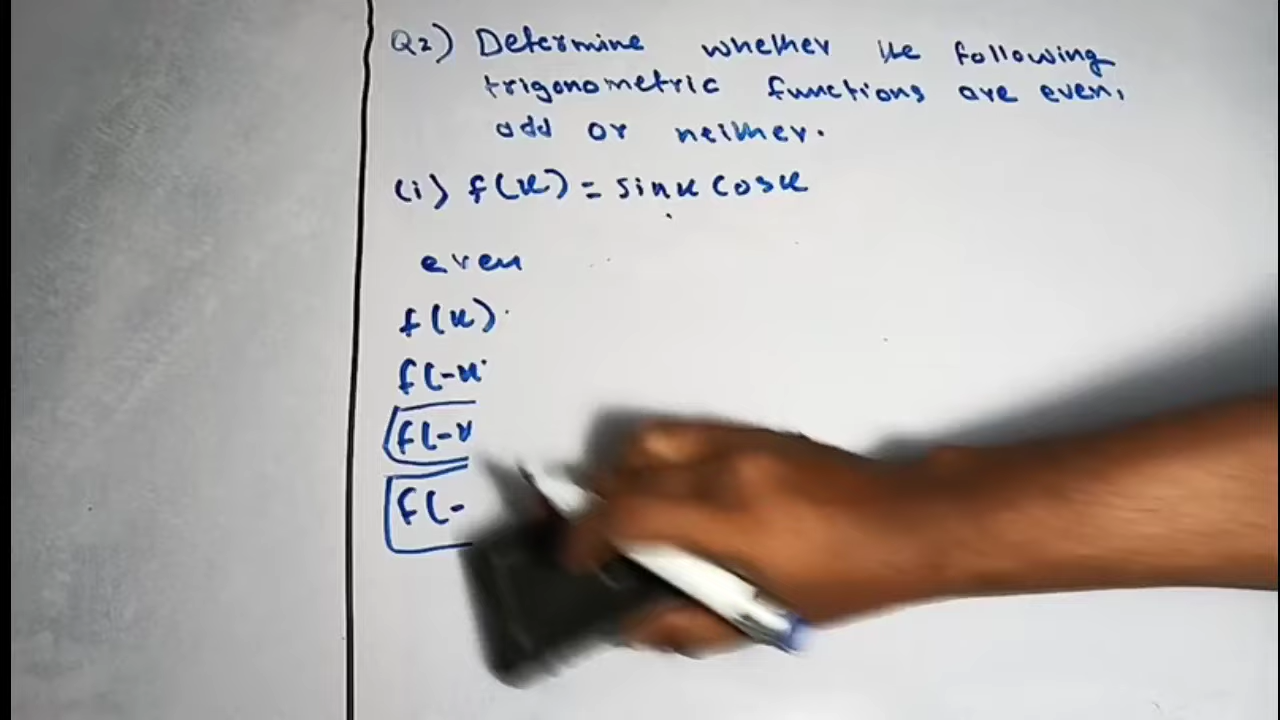 Q2) Determine whether the following
trigonometric functions are even,
odd or neither.
(i) f(x) = sinx cosx
even
f(x)
f(-x
f(-x
f(-